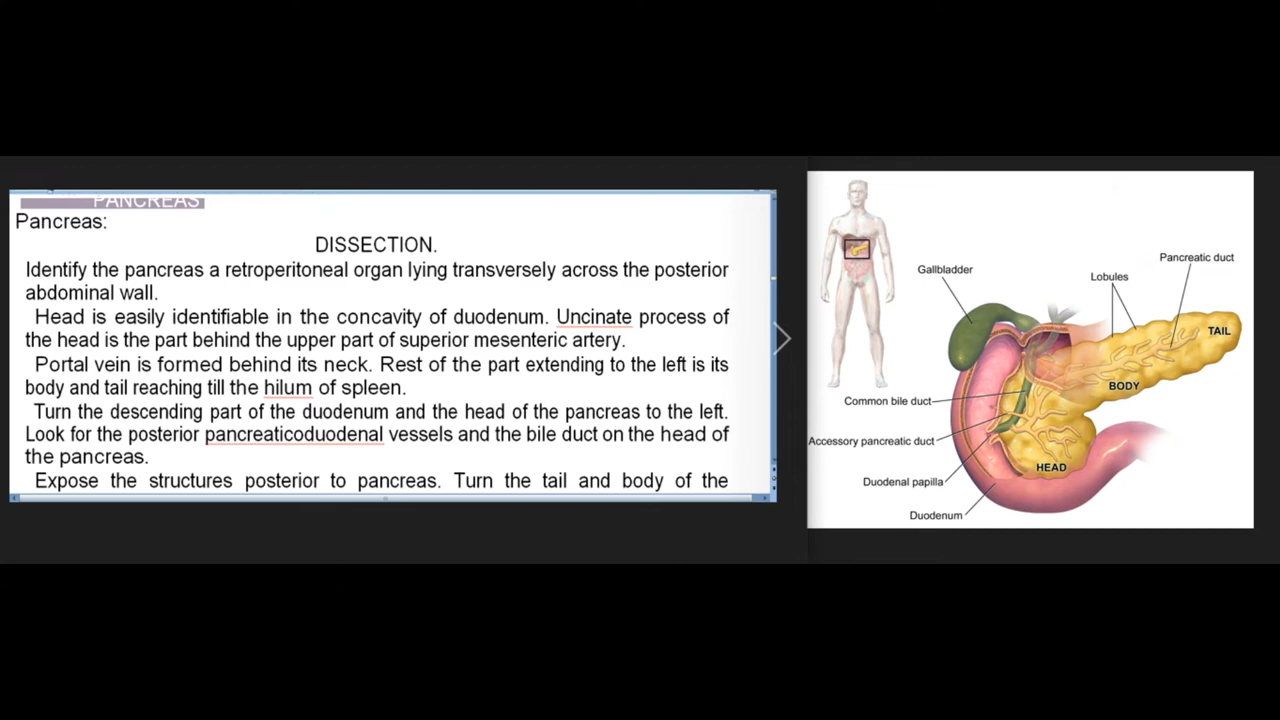 PANCREAS
Pancreas:
DISSECTION.
Identify the pancreas a retroperitoneal organ lying transversely across the posterior
abdominal wall.
Head is easily identifiable in the concavity of duodenum. Uncinate process of
the head is the part behind the upper part of superior mesenteric artery.
Portal vein is formed behind its neck. Rest of the part extending to the left is its
body and tail reaching till the hilum of spleen.
Turn the descending part of the duodenum and the head of the pancreas to the left.
Look for the posterior pancreaticoduodenal vessels and the bile duct on the head of
the pancreas.
Expose the structures posterior to pancreas. Turn the tail and body of the
Pancreatic duct
Gallbladder
Lobules
TAIL
BODY
Common bile duct
Accessory pancreatic duct
HEAD
Duodenal papilla
Duodenum